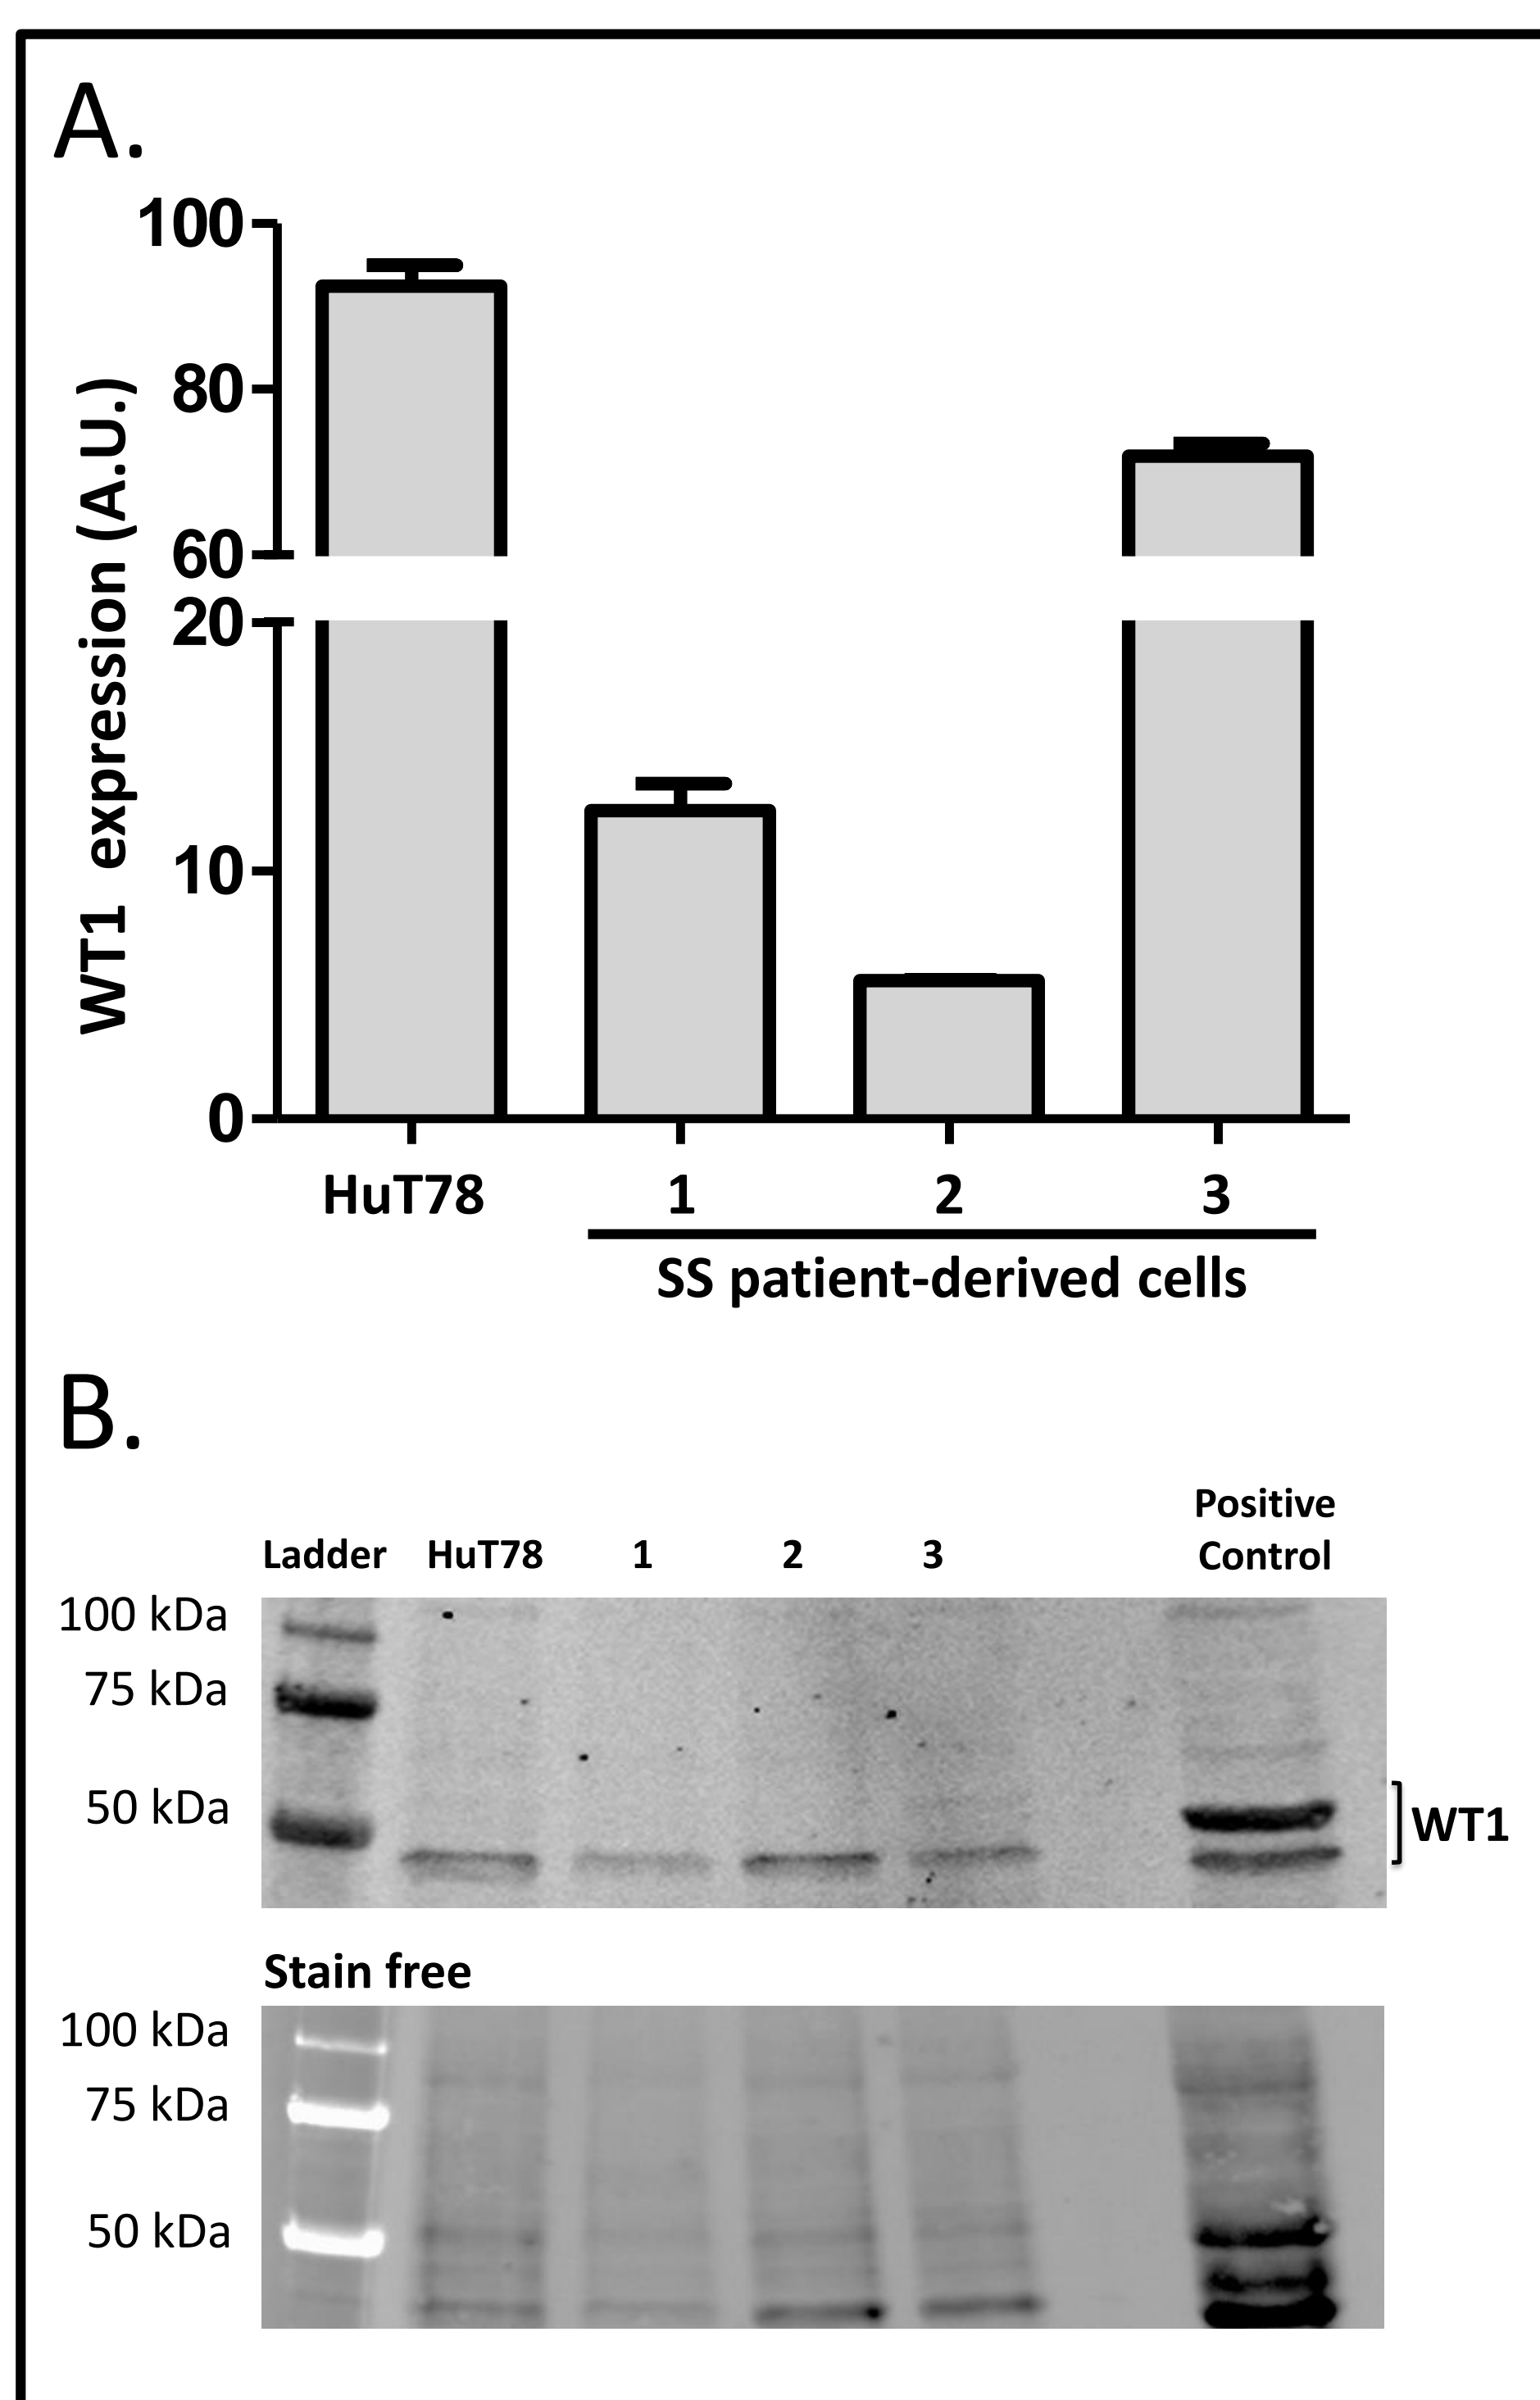 A.
100
80
60
20
10
0
WT1 expression (A.U.)
HuT78 1 2 3
SS patient-derived cells
B.
Ladder HuT78 1 2 3 Positive Control
100 kDa
75 kDa
50 kDa
WT1
Stain free
100 kDa
75 kDa
50 kDa